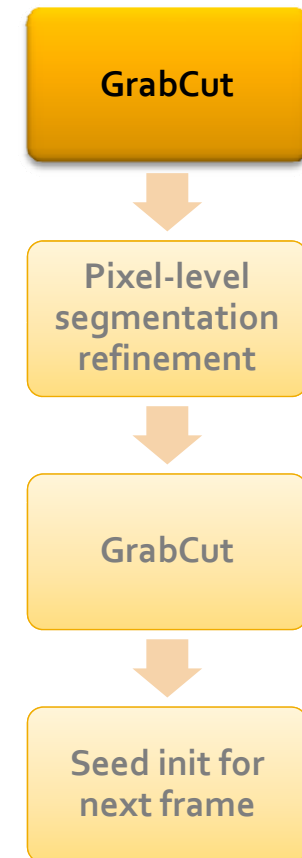 GrabCut
Pixel-level
segmentation
refinement
GrabCut
Seed init for
next frame